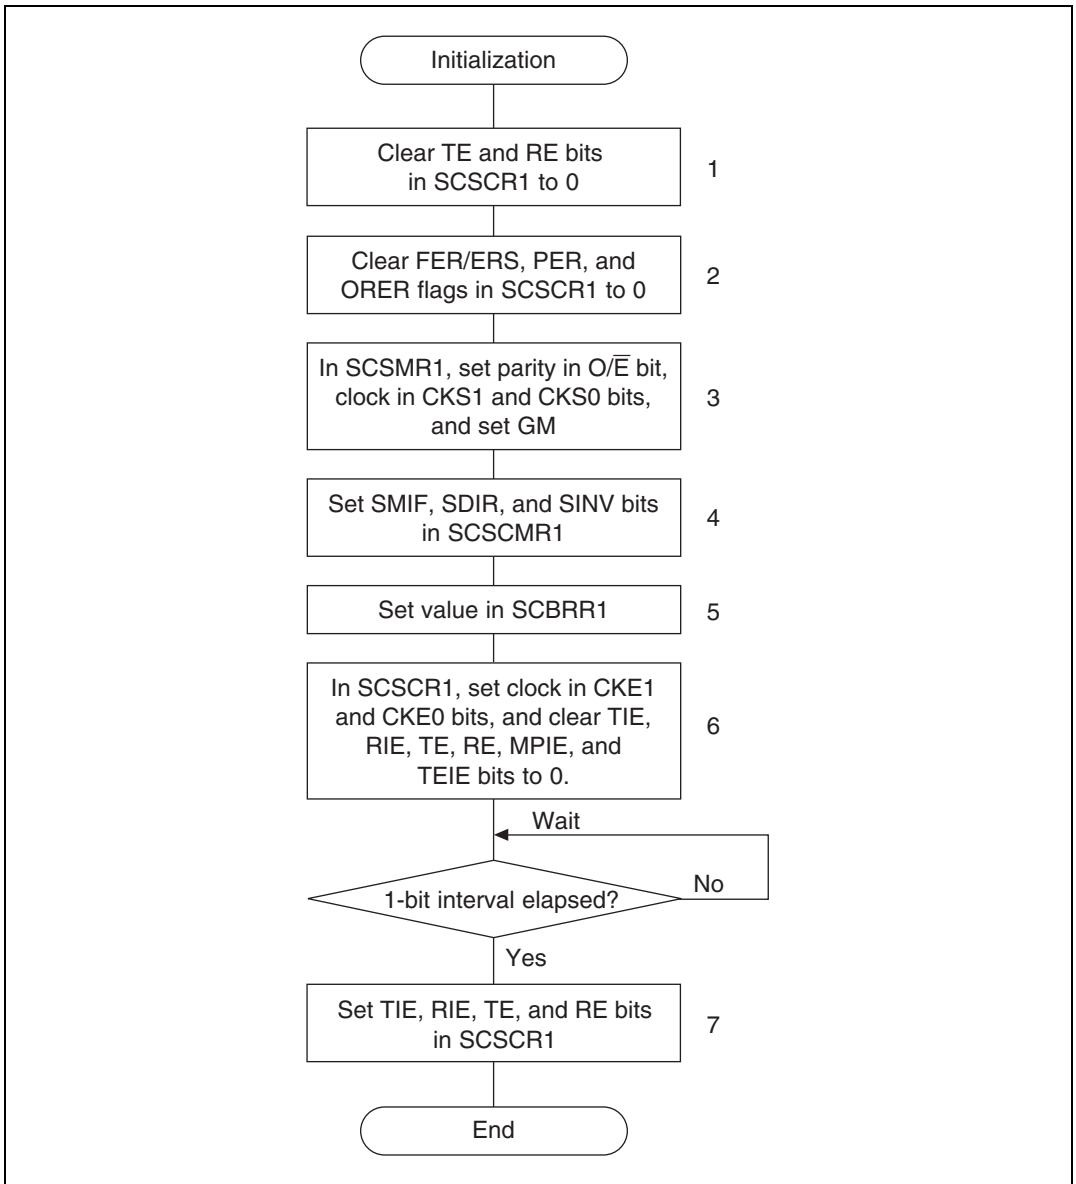 Initialization
Clear TE and RE bits
in SCSCR1 to 0
1
Clear FER/ERS, PER, and
ORER flags in SCSCR1 to 0
2
In SCSMR1, set parity in O/E̅ bit,
clock in CKS1 and CKS0 bits,
and set GM
3
Set SMIF, SDIR, and SINV bits
in SCSCMR1
4
Set value in SCBRR1
5
In SCSCR1, set clock in CKE1
and CKE0 bits, and clear TIE,
RIE, TE, RE, MPIE, and
TEIE bits to 0.
6
Wait
1-bit interval elapsed?
No
Yes
Set TIE, RIE, TE, and RE bits
in SCSCR1
7
End